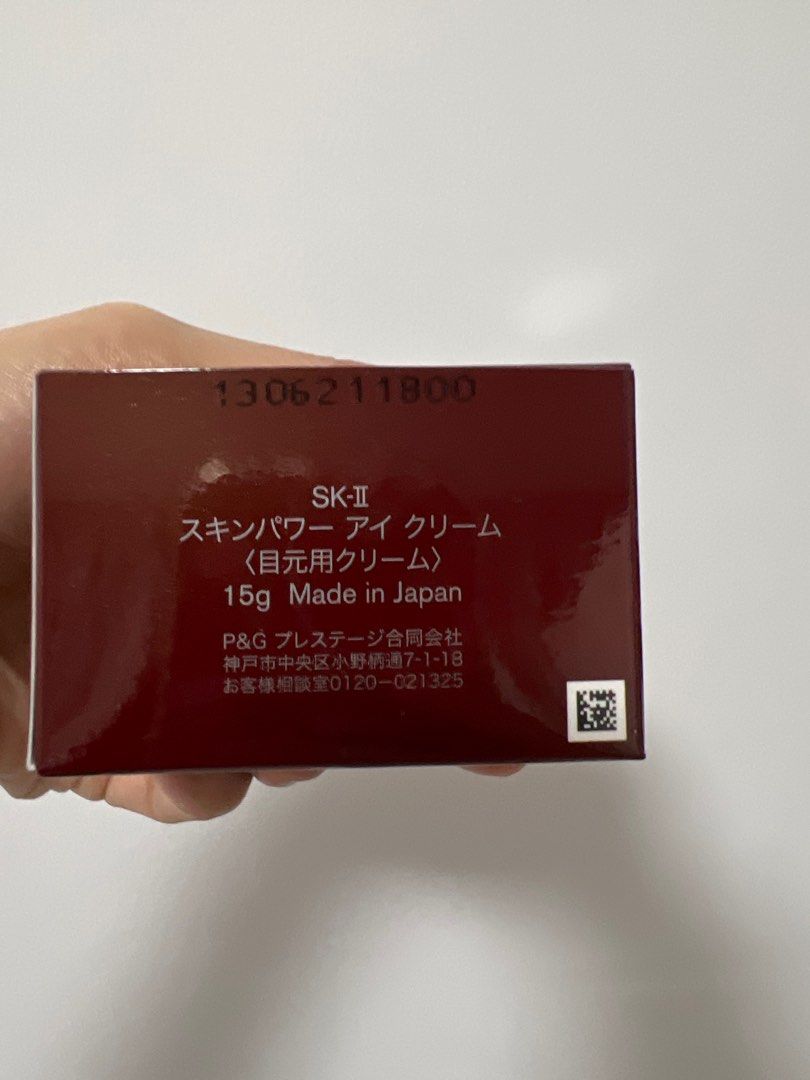 1306211800
SK-Ⅱ
スキンパワー アイ クリーム
〈目元用クリーム〉
15g Made in Japan
P&G プレステージ合同会社
神戸市中央区小野柄通7-1-18
お客様相談室0120-021325